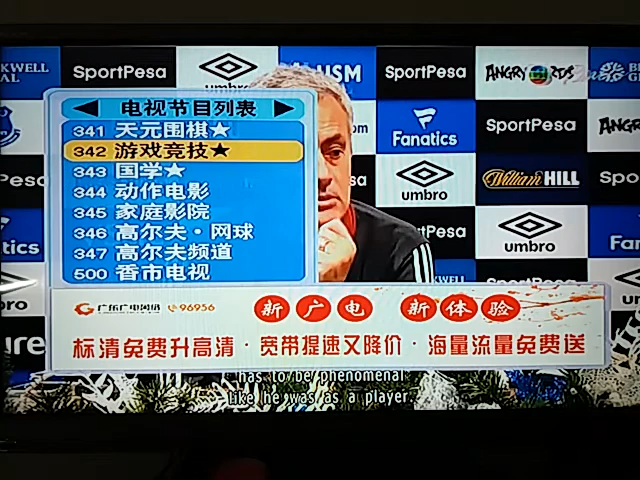 SportPesa
umbro
USM
SportPesa
ANGRY
电视节目列表
341 天元围棋★
342 游戏竞技★
343 国学★
344 动作电影
345 家庭影院
346 高尔夫·网球
347 高尔夫频道
500 香市电视
Fanatics
SportPesa
umbro
William HILL
umbro
广东广电网络 96956
新广电 新体验
标清免费升高清·宽带提速又降价·海量流量免费送
has to be phenomenal
like he was as a player.